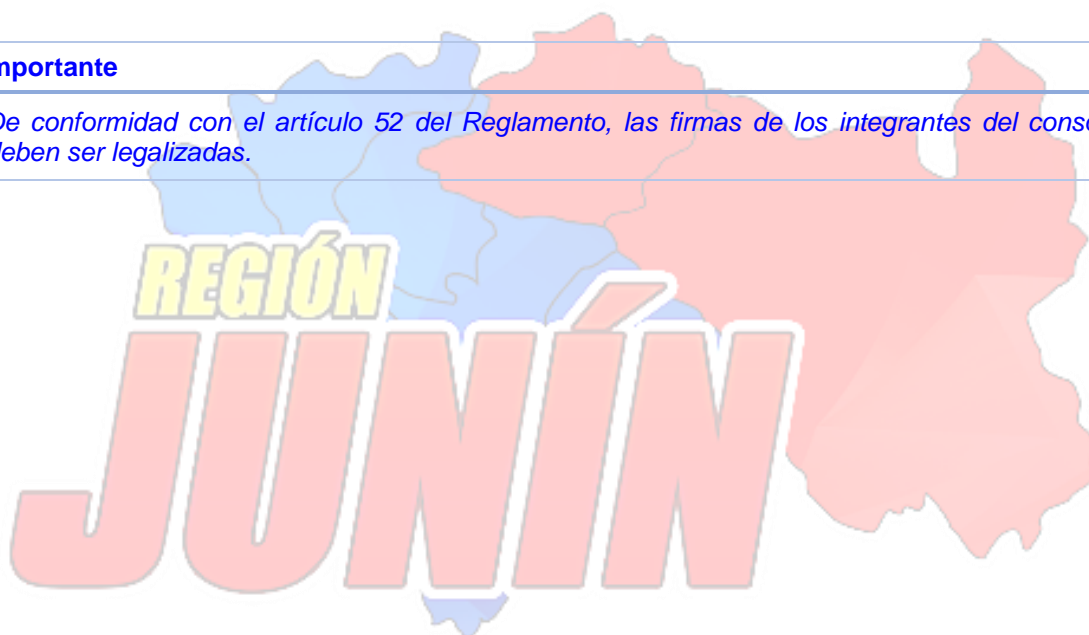 mportante
De conformidad con el artículo 52 del Reglamento, las firmas de los integrantes del conso
deben ser legalizadas.
REGIÓN
JUNÍN